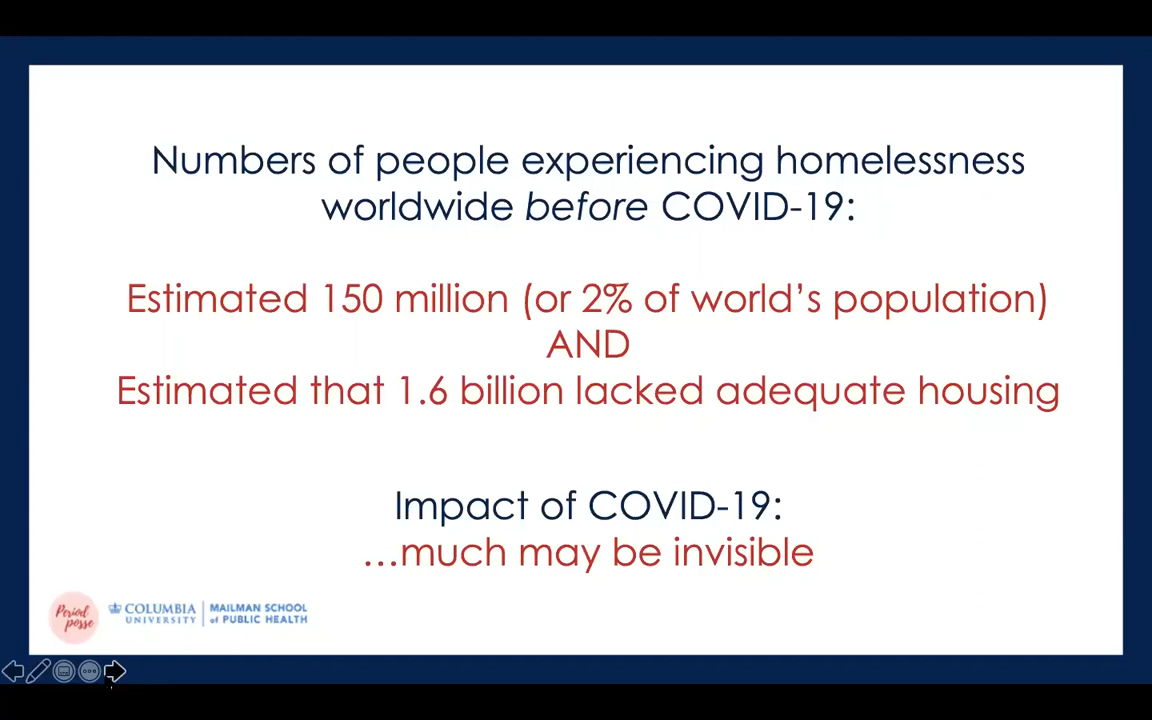 Numbers of people experiencing homelessness
worldwide before COVID-19:
Estimated 150 million (or 2% of world’s population)
AND
Estimated that 1.6 billion lacked adequate housing
Impact of COVID-19:
…much may be invisible
Period
posse
COLUMBIA
UNIVERSITY
MAILMAN SCHOOL
of PUBLIC HEALTH